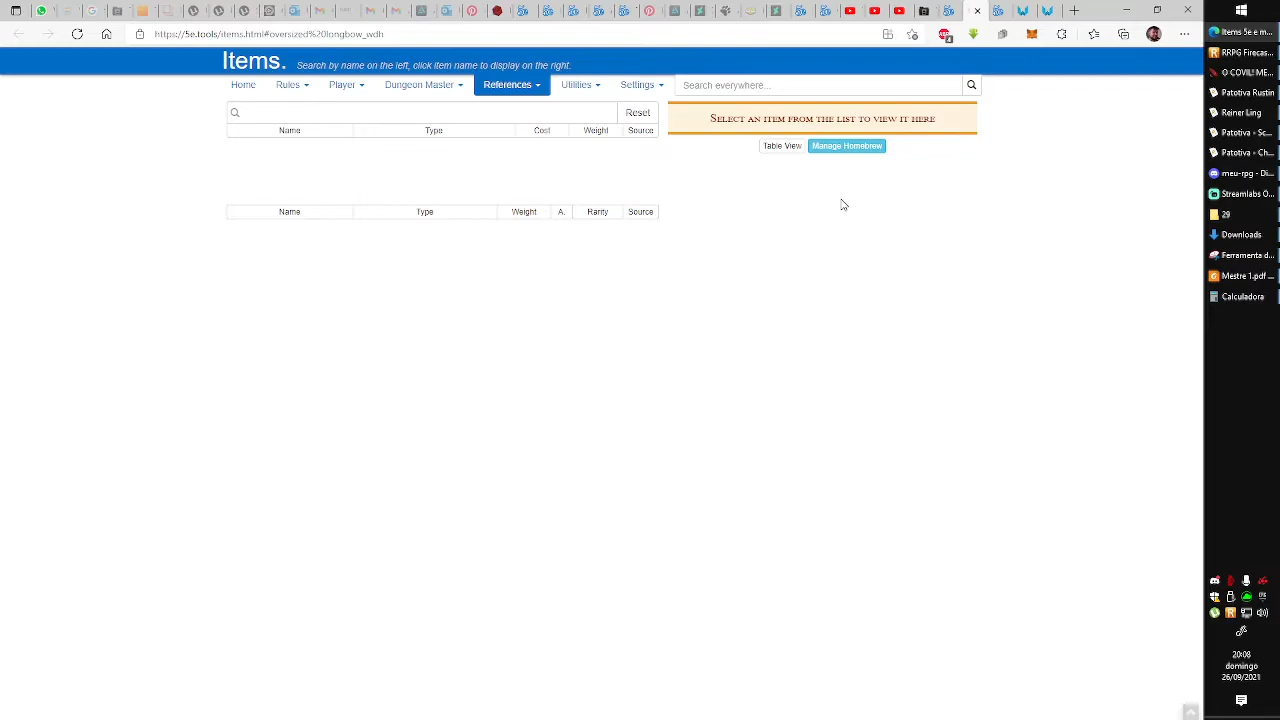 https://5e.tools/items.html#oversized%20longbow_wdh
Items. Search by name on the left, click item name to display on the right.
Home Rules Player Dungeon Master References Utilities Settings Search everywhere...
Reset
Name Type Cost Weight Source
SELECT AN ITEM FROM THE LIST TO VIEW IT HERE
Table View Manage Homebrew
Name Type Weight A. Rarity Source
Items 5e e m...
RRPG Firecas...
O COVIL! Mi...
Patotiva Rustin
Reiner Ling
Patotiva • Sc...
Patotiva • Ch...
meu-rpg - Di...
Streamlabs O...
29
Downloads
Ferramenta d...
Mestre 1.pdf ...
Calculadora
20:08
domingo
26/09/2021